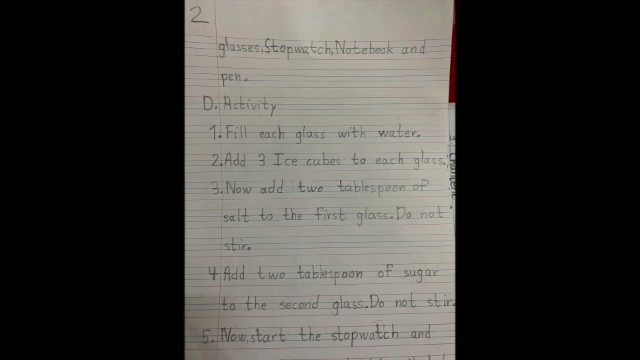 2
glasses, Stopwatch, Notebook and
pen.
D. Activity
1. Fill each glass with water.
2. Add 3 Ice cubes to each glass.
3. Now add two tablespoon of
salt to the first glass. Do not
stir.
4 Add two tablespoon of sugar
to the second glass. Do not stir.
5. Now, start the stopwatch and